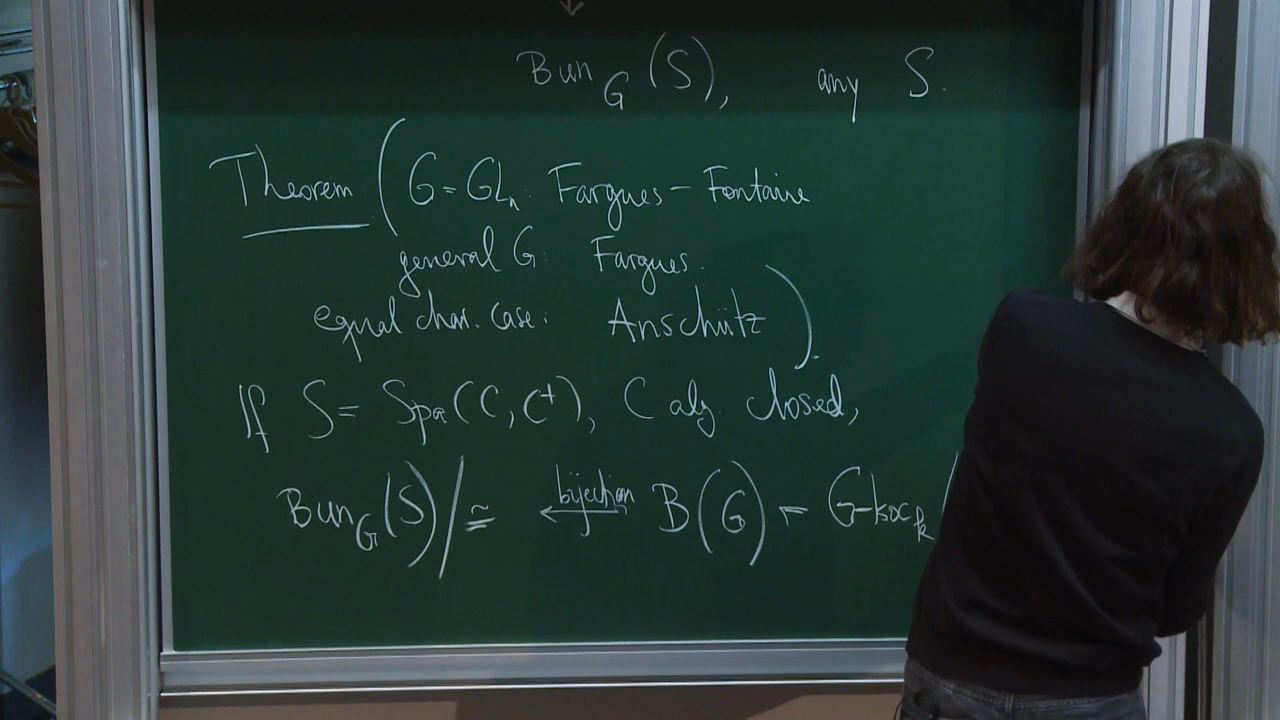 ↓
Bun_G (S), any S.
Theorem (G = GL_n: Fargues – Fontaine
general G: Fargues.
equal char. case: Anschütz).
If S = Spa(C, C⁺), C alg. closed,
Bun_G(S)/≅ ←bijection B(G) = G-Isoc_k /